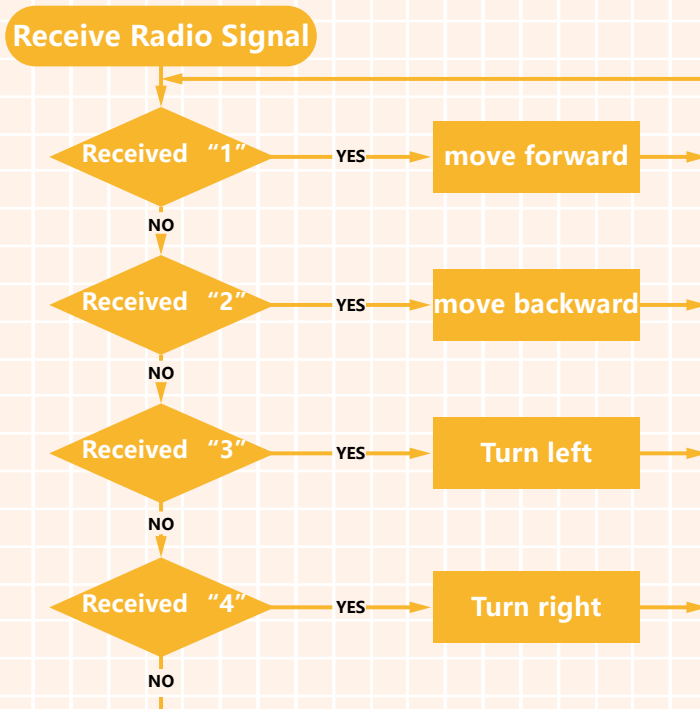 Receive Radio Signal
Received “1”
YES
move forward
NO
Received “2”
YES
move backward
NO
Received “3”
YES
Turn left
NO
Received “4”
YES
Turn right
NO